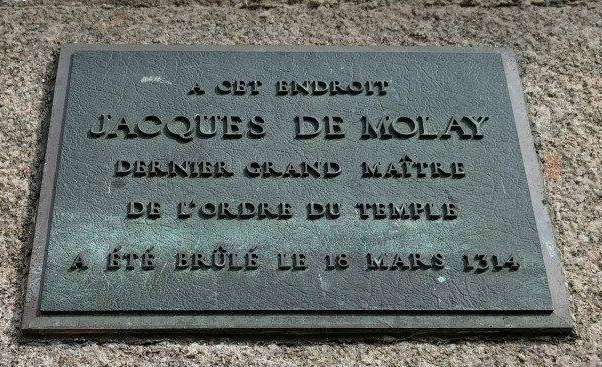 A CET ENDROIT
JACQUES DE MOLAY
DERNIER GRAND MAÎTRE
DE L'ORDRE DU TEMPLE
A ÉTÉ BRÛLÉ LE 18 MARS 1314